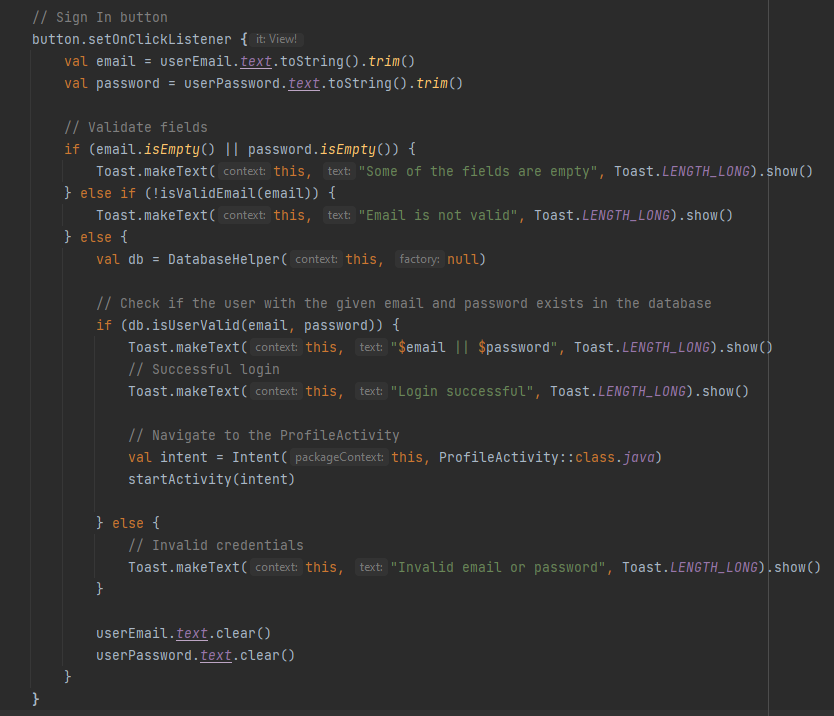 // Sign In button
button.setOnClickListener { it: View!
    val email = userEmail.text.toString().trim()
    val password = userPassword.text.toString().trim()

    // Validate fields
    if (email.isEmpty() || password.isEmpty()) {
        Toast.makeText( context: this, text: "Some of the fields are empty", Toast.LENGTH_LONG).show()
    } else if (!isValidEmail(email)) {
        Toast.makeText( context: this, text: "Email is not valid", Toast.LENGTH_LONG).show()
    } else {
        val db = DatabaseHelper( context: this, factory: null)

        // Check if the user with the given email and password exists in the database
        if (db.isUserValid(email, password)) {
            Toast.makeText( context: this, text: "$email || $password", Toast.LENGTH_LONG).show()
            // Successful login
            Toast.makeText( context: this, text: "Login successful", Toast.LENGTH_LONG).show()

            // Navigate to the ProfileActivity
            val intent = Intent( packageContext: this, ProfileActivity::class.java)
            startActivity(intent)

        } else {
            // Invalid credentials
            Toast.makeText( context: this, text: "Invalid email or password", Toast.LENGTH_LONG).show()
        }

        userEmail.text.clear()
        userPassword.text.clear()
    }
}